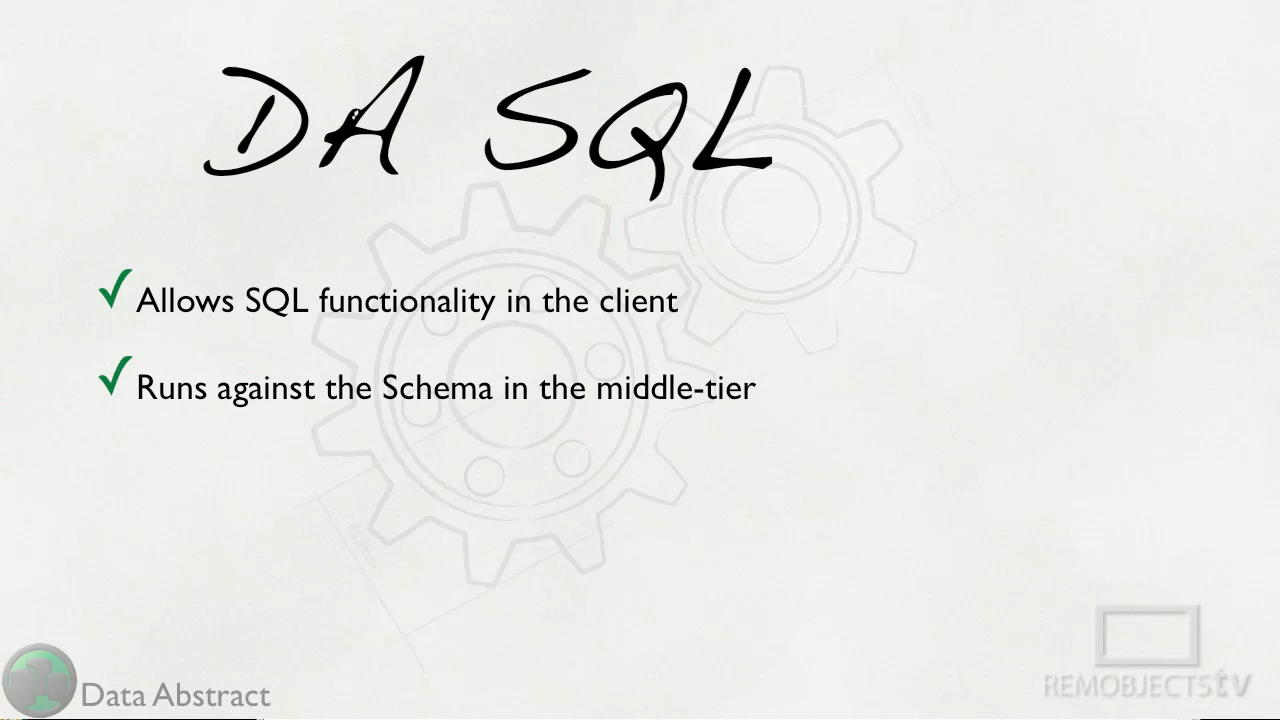 DA SQL
Allows SQL functionality in the client
Runs against the Schema in the middle-tier
Data Abstract
REMOBJECTS tv